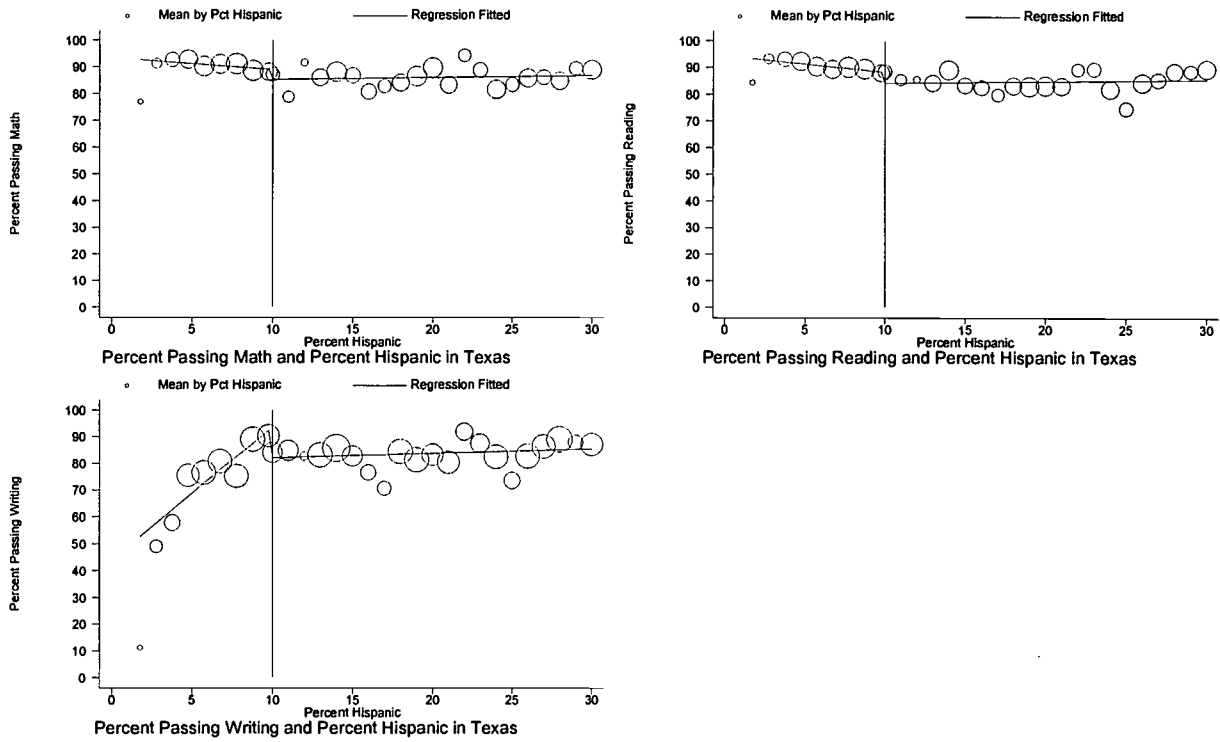 Mean by Pct Hispanic
Regression Fitted
Percent Passing Math
100
90
80
70
60
50
40
30
20
10
0
0 5 10 15 20 25 30
Percent Hispanic
Percent Passing Math and Percent Hispanic in Texas
Mean by Pct Hispanic
Regression Fitted
Percent Passing Reading
100
90
80
70
60
50
40
30
20
10
0
0 5 10 15 20 25 30
Percent Hispanic
Percent Passing Reading and Percent Hispanic in Texas
Mean by Pct Hispanic
Regression Fitted
Percent Passing Writing
100
90
80
70
60
50
40
30
20
10
0
0 5 10 15 20 25 30
Percent Hispanic
Percent Passing Writing and Percent Hispanic in Texas